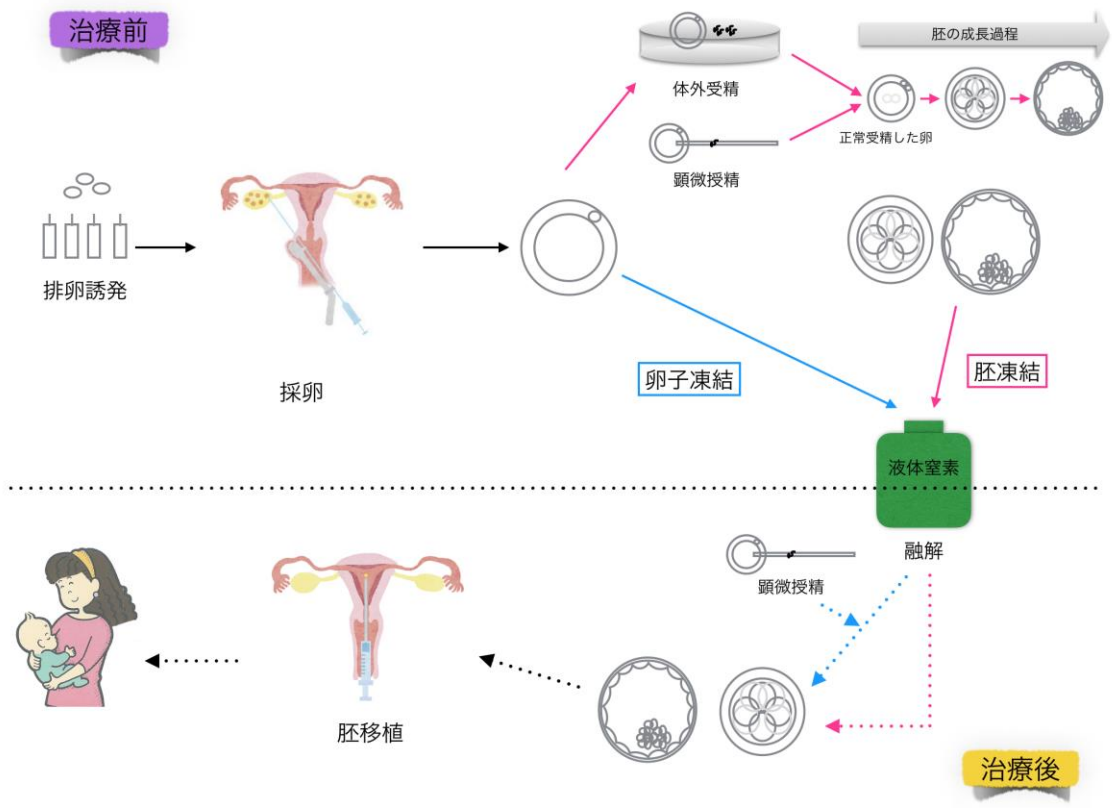 治療前
胚の成長過程
体外受精
正常受精した卵
顕微授精
排卵誘発
採卵
卵子凍結
胚凍結
液体窒素
融解
顕微授精
胚移植
治療後